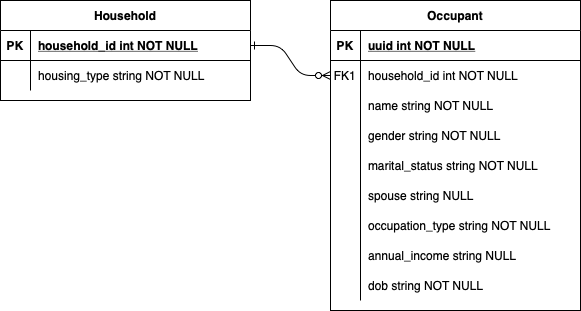 Household
PK household_id int NOT NULL
housing_type string NOT NULL
Occupant
PK uuid int NOT NULL
FK1 household_id int NOT NULL
name string NOT NULL
gender string NOT NULL
marital_status string NOT NULL
spouse string NULL
occupation_type string NOT NULL
annual_income string NULL
dob string NOT NULL